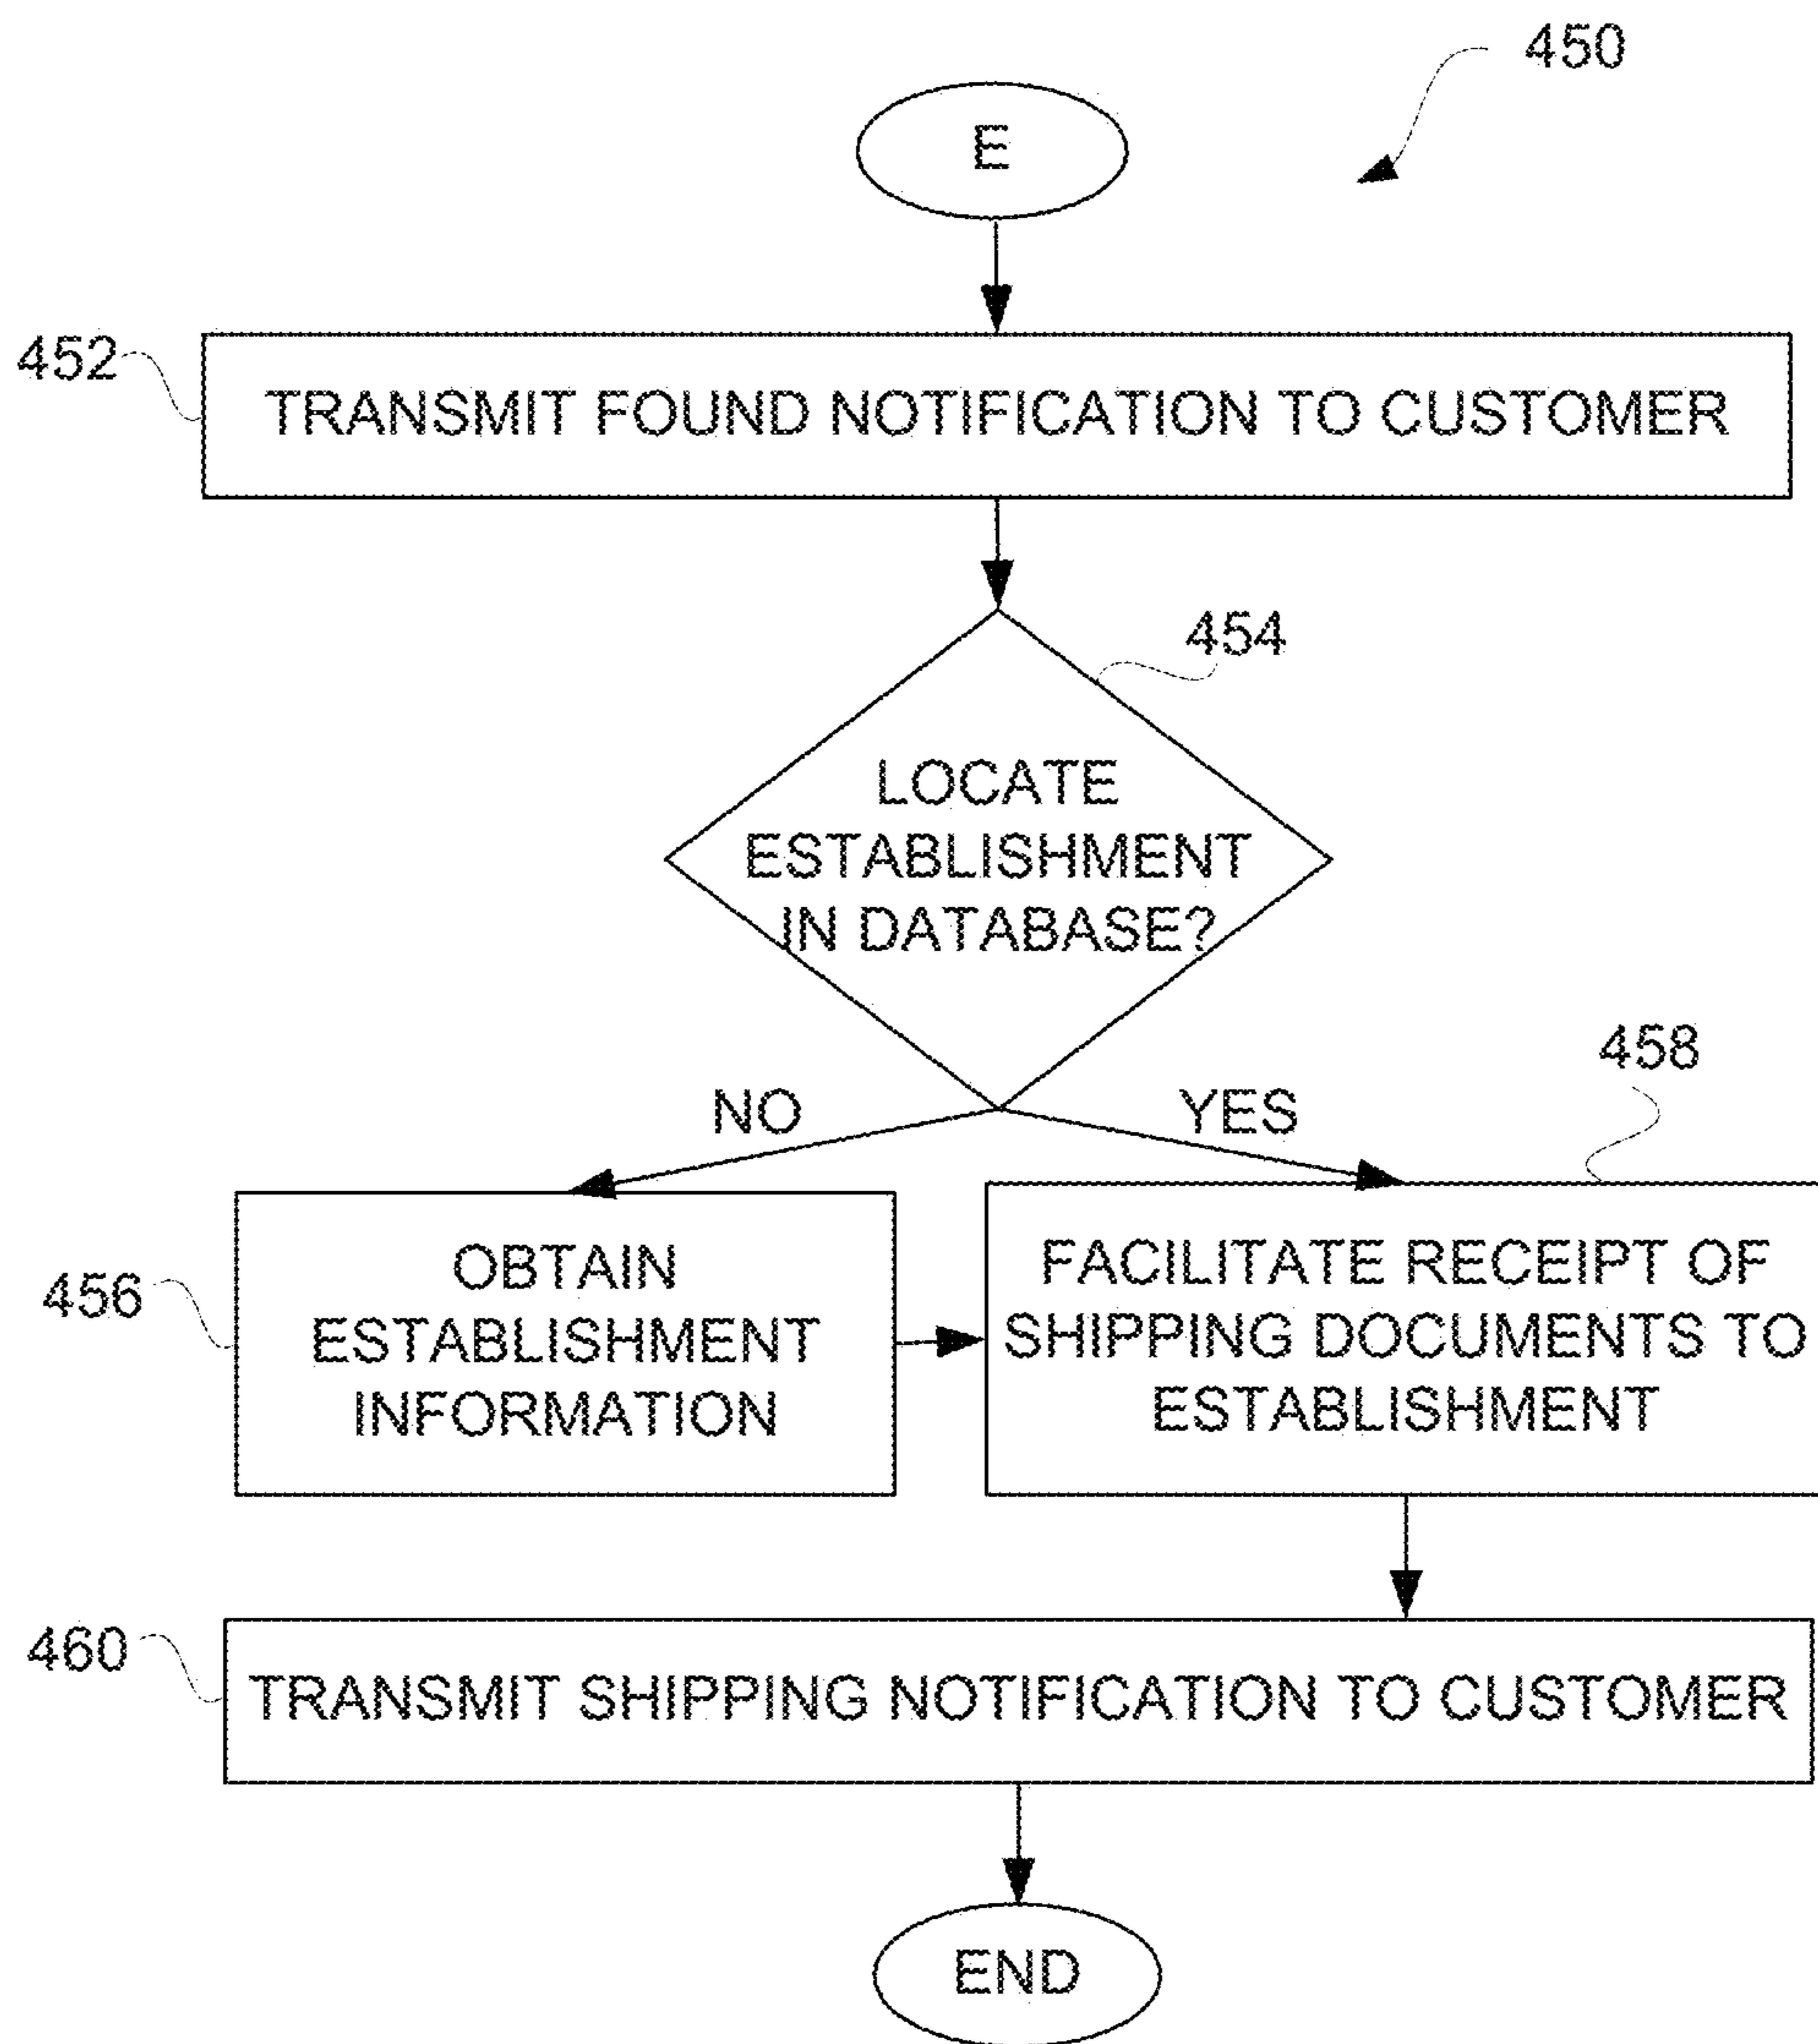 450
E
452
TRANSMIT FOUND NOTIFICATION TO CUSTOMER
454
LOCATE
ESTABLISHMENT
IN DATABASE?
NO
YES
458
456
OBTAIN
ESTABLISHMENT
INFORMATION
FACILITATE RECEIPT OF
SHIPPING DOCUMENTS TO
ESTABLISHMENT
460
TRANSMIT SHIPPING NOTIFICATION TO CUSTOMER
END